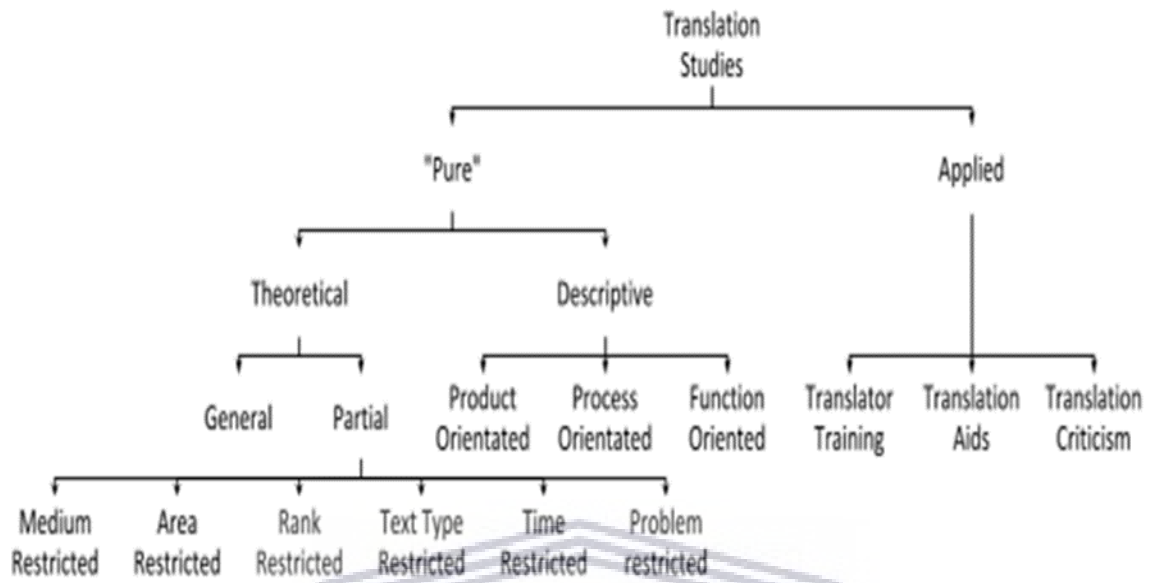 Translation
Studies
"Pure"
Applied
Theoretical
Descriptive
General
Partial
Product
Orientated
Process
Orientated
Function
Oriented
Translator
Training
Translation
Aids
Translation
Criticism
Medium
Restricted
Area
Restricted
Rank
Restricted
Text Type
Restricted
Time
Restricted
Problem
restricted